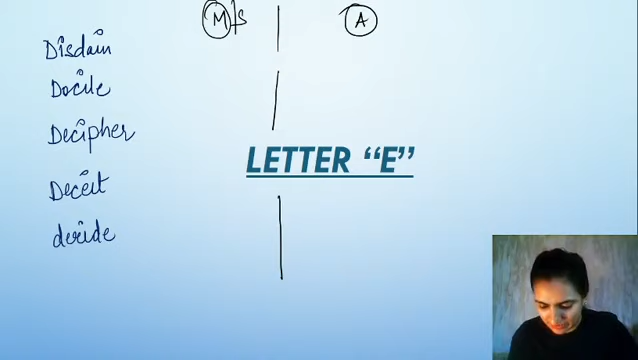 M/s A
Disdain
Docile
Decipher
LETTER “E”
Deceit
deride